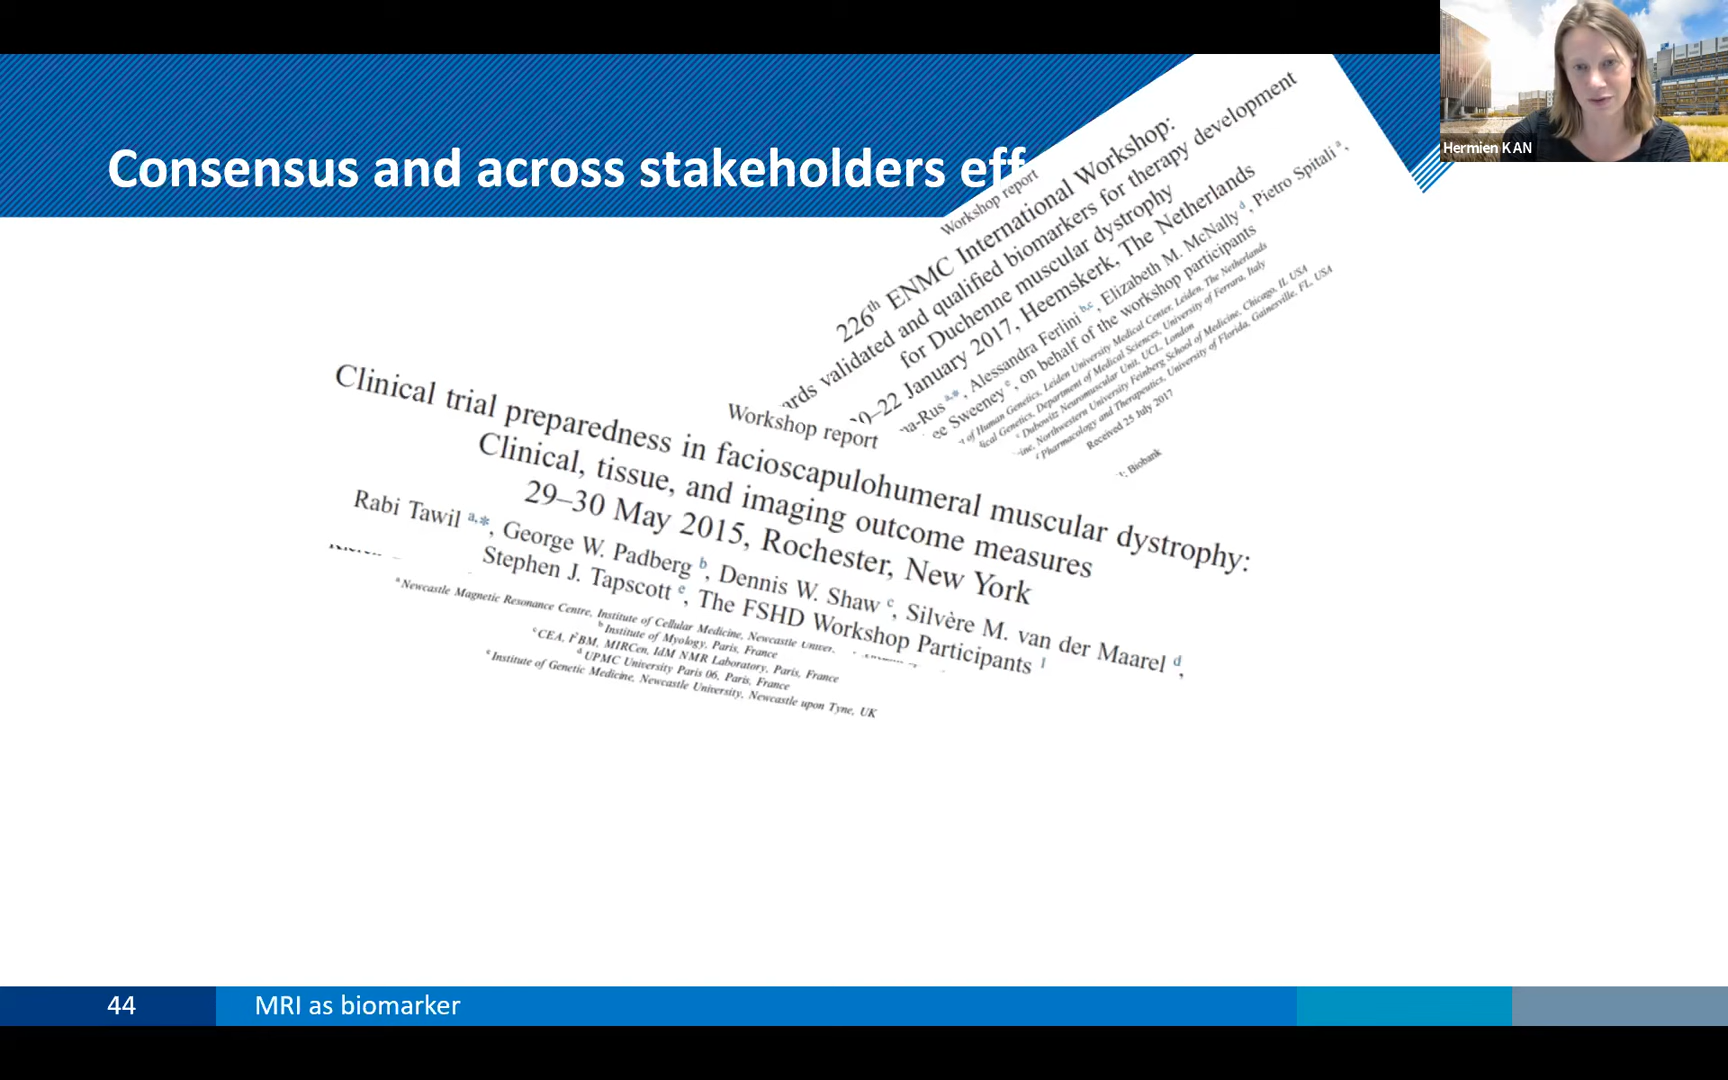 Hermien KAN
Consensus and across stakeholders eff
Workshop report
226th ENMC International Workshop:
validated and qualified biomarkers for therapy development
for Duchenne muscular dystrophy
20–22 January 2017, Heemskerk, The Netherlands
Alessandra Ferlini b,c, Elizabeth M. McNally d, Pietro Spitali a,
Sweeney e, on behalf of the workshop participants
of Human Genetics, Leiden University Medical Center, Leiden, The Netherlands
Genetics, Department of Medical Sciences, University of Ferrara, Italy
c Dubowitz Neuromuscular Unit, UCL, London
Northwestern University Feinberg School of Medicine, Chicago, IL, USA
e Pharmacology and Therapeutics, University of Florida, Gainesville, FL, USA
Received 25 July 2017
Biobank
Workshop report
Clinical trial preparedness in facioscapulohumeral muscular dystrophy:
Clinical, tissue, and imaging outcome measures
29–30 May 2015, Rochester, New York
Rabi Tawil a,*, George W. Padberg b, Dennis W. Shaw c, Silvère M. van der Maarel d,
Stephen J. Tapscott e, The FSHD Workshop Participants 1
a Newcastle Magnetic Resonance Centre, Institute of Cellular Medicine, Newcastle
b Institute of Myology, Paris, France
c CEA, I²BM, MIRCen, IdM NMR Laboratory, Paris, France
d UPMC University Paris 06, Paris, France
e Institute of Genetic Medicine, Newcastle University, Newcastle upon Tyne, UK
44
MRI as biomarker